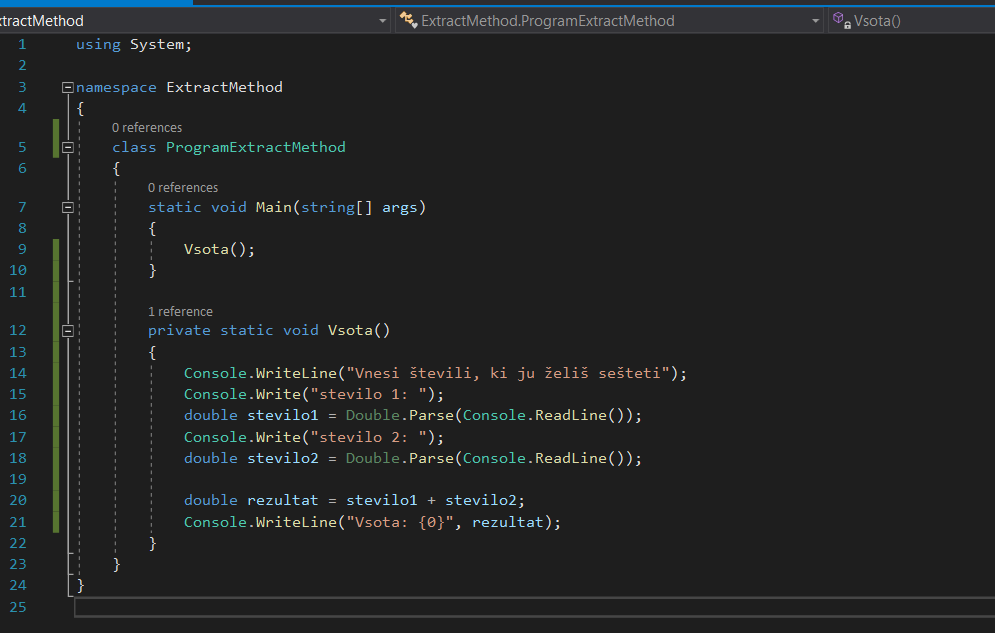 tractMethod ExtractMethod.ProgramExtractMethod Vsota()
1 using System;
2
3 namespace ExtractMethod
4 {
0 references
5 class ProgramExtractMethod
6 {
0 references
7 static void Main(string[] args)
8 {
9 Vsota();
10 }
11
1 reference
12 private static void Vsota()
13 {
14 Console.WriteLine("Vnesi števili, ki ju želiš sešteti");
15 Console.Write("stevilo 1: ");
16 double stevilo1 = Double.Parse(Console.ReadLine());
17 Console.Write("stevilo 2: ");
18 double stevilo2 = Double.Parse(Console.ReadLine());
19
20 double rezultat = stevilo1 + stevilo2;
21 Console.WriteLine("Vsota: {0}", rezultat);
22 }
23 }
24 }
25